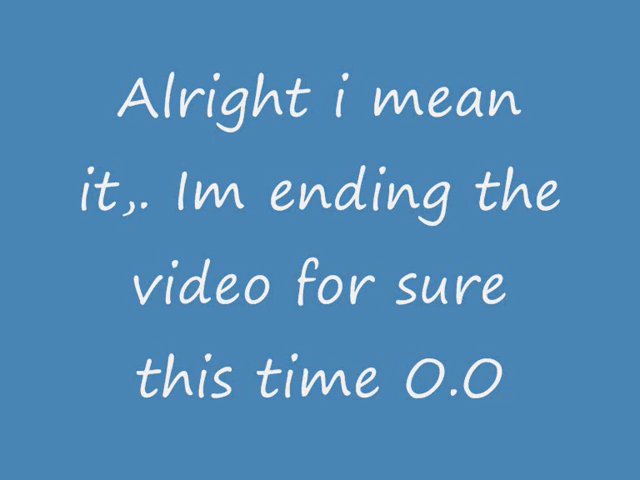 Alright i mean
it,. Im ending the
video for sure
this time O.O